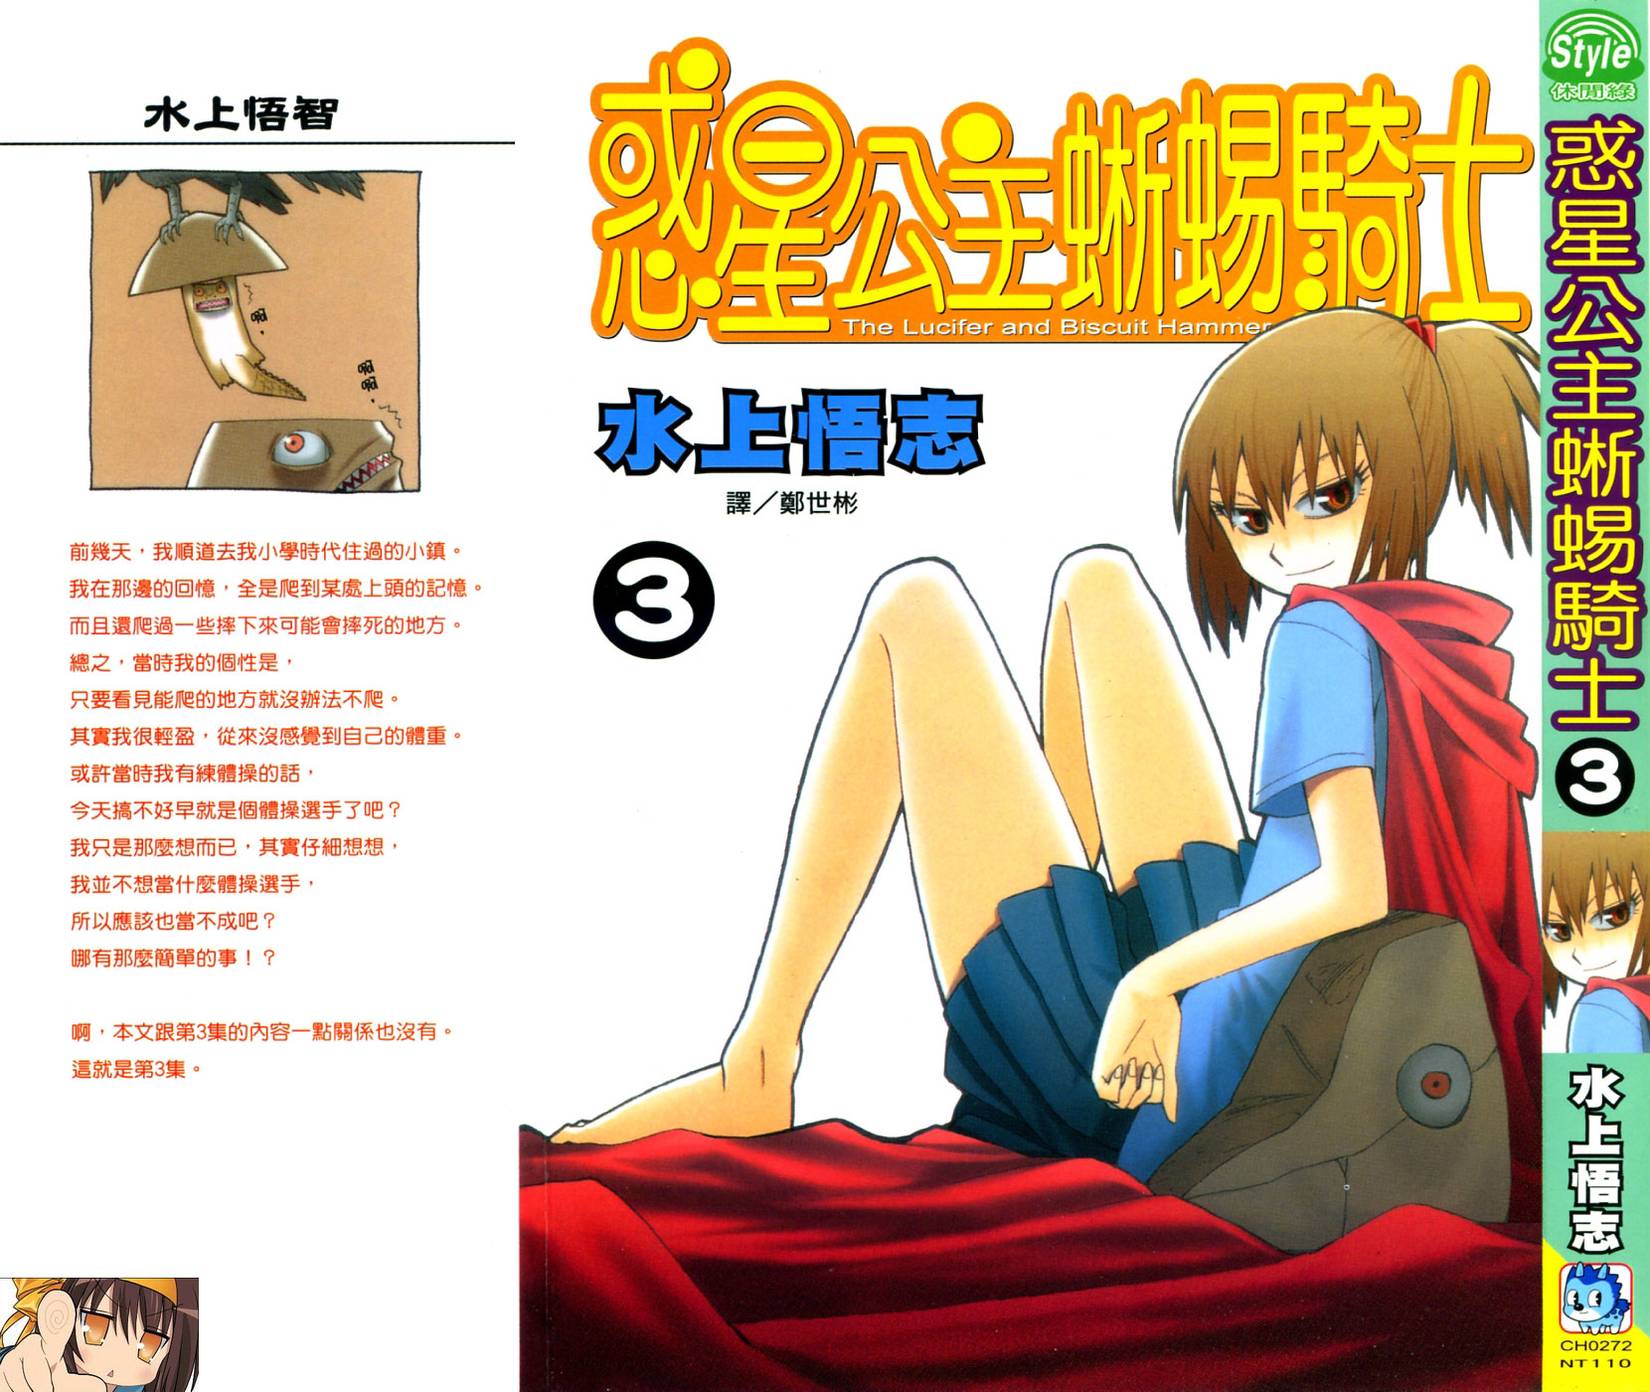 水上悟智
啊
啊
啊
前幾天，我順道去我小學時代住過的小鎮。
我在那邊的回憶，全是爬到某處上頭的記憶。
而且還爬過一些摔下來可能會摔死的地方。
總之，當時我的個性是，
只要看見能爬的地方就沒辦法不爬。
其實我很輕盈，從來沒感覺到自己的體重。
或許當時我有練體操的話，
今天搞不好早就是個體操選手了吧？
我只是那麼想而已，其實仔細想想，
我並不想當什麼體操選手，
所以應該也當不成吧？
哪有那麼簡單的事！？
啊，本文跟第3集的內容一點關係也沒有。
這就是第3集。
惑星公主蜥蜴騎士
The Lucifer and Biscuit Hammer
水上悟志
譯／鄭世彬
3
Style
休閒綠
惑星公主蜥蜴騎士
3
水上悟志
CH0272
NT110